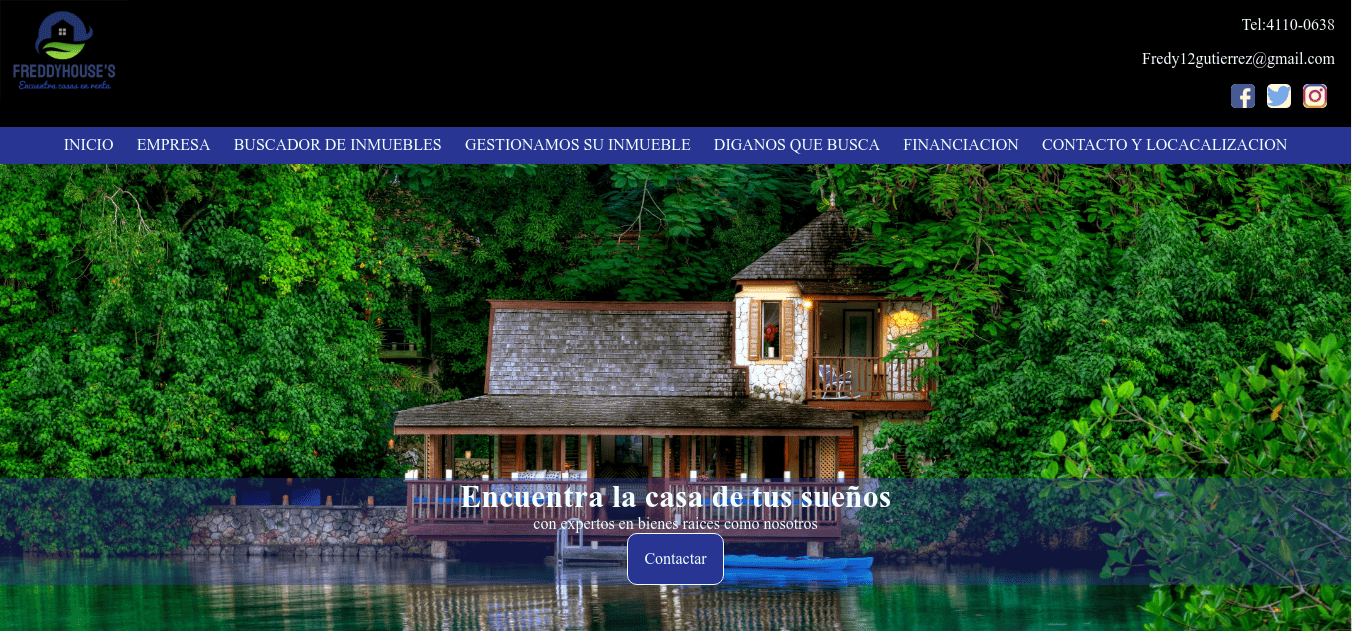 FREDDYHOUSE'S
Encuentra casas en renta
Tel:4110-0638
Fredy12gutierrez@gmail.com
INICIO EMPRESA BUSCADOR DE INMUEBLES GESTIONAMOS SU INMUEBLE DIGANOS QUE BUSCA FINANCIACION CONTACTO Y LOCACALIZACION
Encuentra la casa de tus sueños
con expertos en bienes raíces como nosotros
Contactar